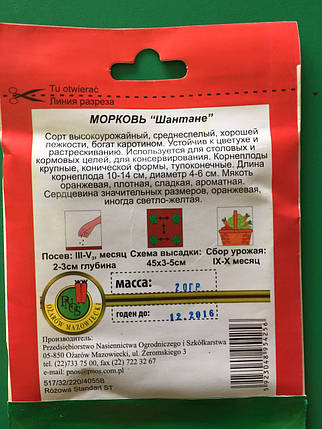 Tu otwierać
Линия разреза
МОРКОВЬ "Шантане"
Сорт высокоурожайный, среднеспелый, хорошей
лежкости, богат каротином. Устойчив к цветухе и
растрескиванию. Используется для столовых и
кормовых целей, для консервирования. Корнеплоды
крупные, конической формы, тупоконечные. Длина
корнеплода 10-14 см, диаметр 4-6 см. Мякоть
оранжевая, плотная, сладкая, ароматная.
Сердцевина значительных размеров, оранжевая,
иногда светло-желтая.
Посев: III-V, месяц
2-3см глубина
Схема высадки:
45х3-5см
Сбор урожая:
IX-X месяц
PNOS
OŻARÓW MAZOWIECKI
масса: 20гр.
годен до: 12.2016
Производитель:
Przedsiębiorstwo Nasiennictwa Ogrodniczego i Szkółkarstwa
05-850 Ożarów Mazowiecki, ul. Żeromskiego 3
tel. (22)733 75 00, fax (22) 722 32 67
e-mail: pnos@pnos.com.pl
517/32/220/4055B
Różowa Standart ST
5902308954256